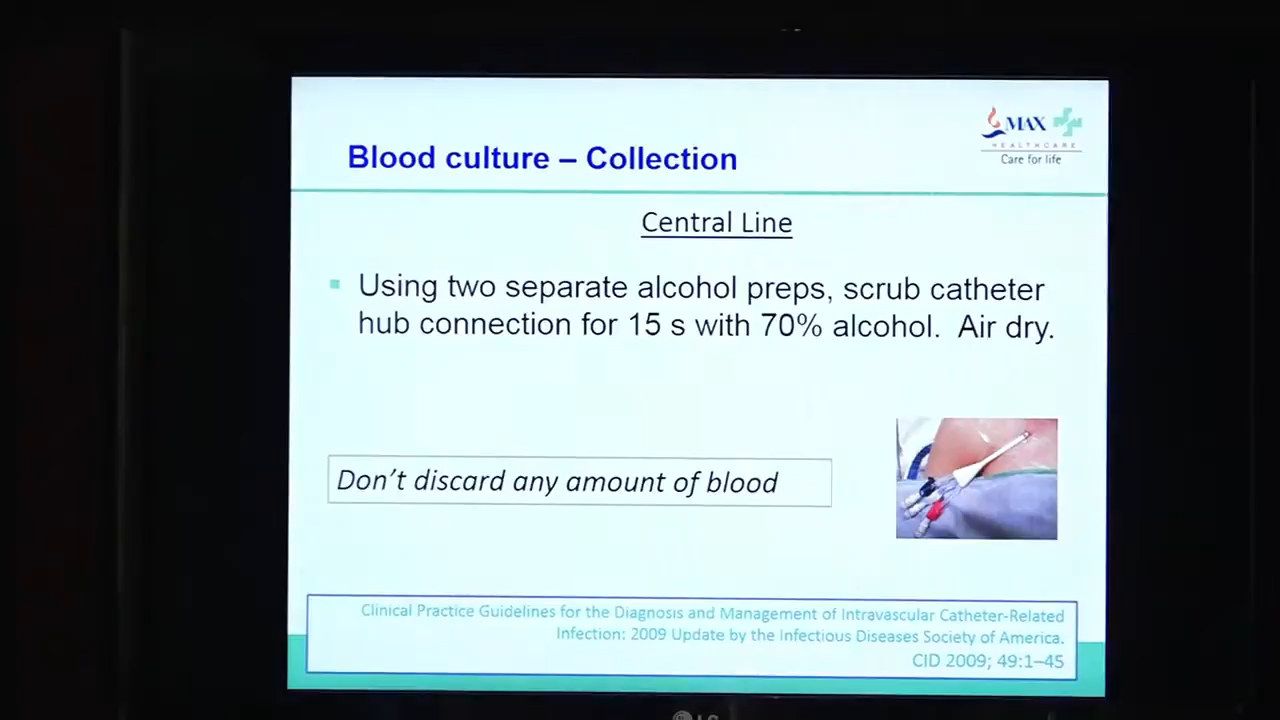 MAX
HEALTHCARE
Care for life
Blood culture – Collection
Central Line
Using two separate alcohol preps, scrub catheter
hub connection for 15 s with 70% alcohol. Air dry.
Don't discard any amount of blood
Clinical Practice Guidelines for the Diagnosis and Management of Intravascular Catheter-Related
Infection: 2009 Update by the Infectious Diseases Society of America.
CID 2009; 49:1–45
LG